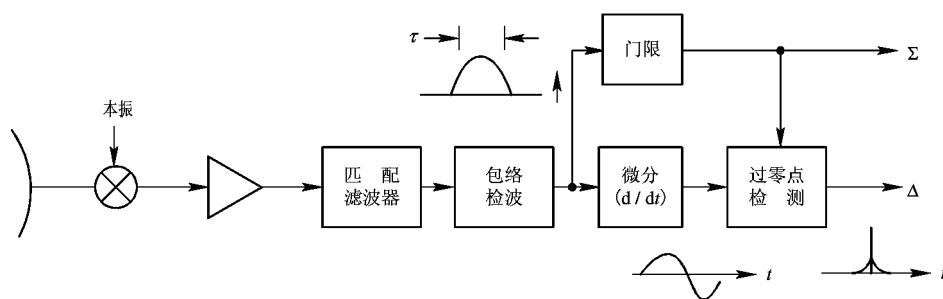 τ
门限
Σ
本振
匹 配
滤波器
包络
检波
微分
(d / dt)
过零点
检 测
Δ
t
t